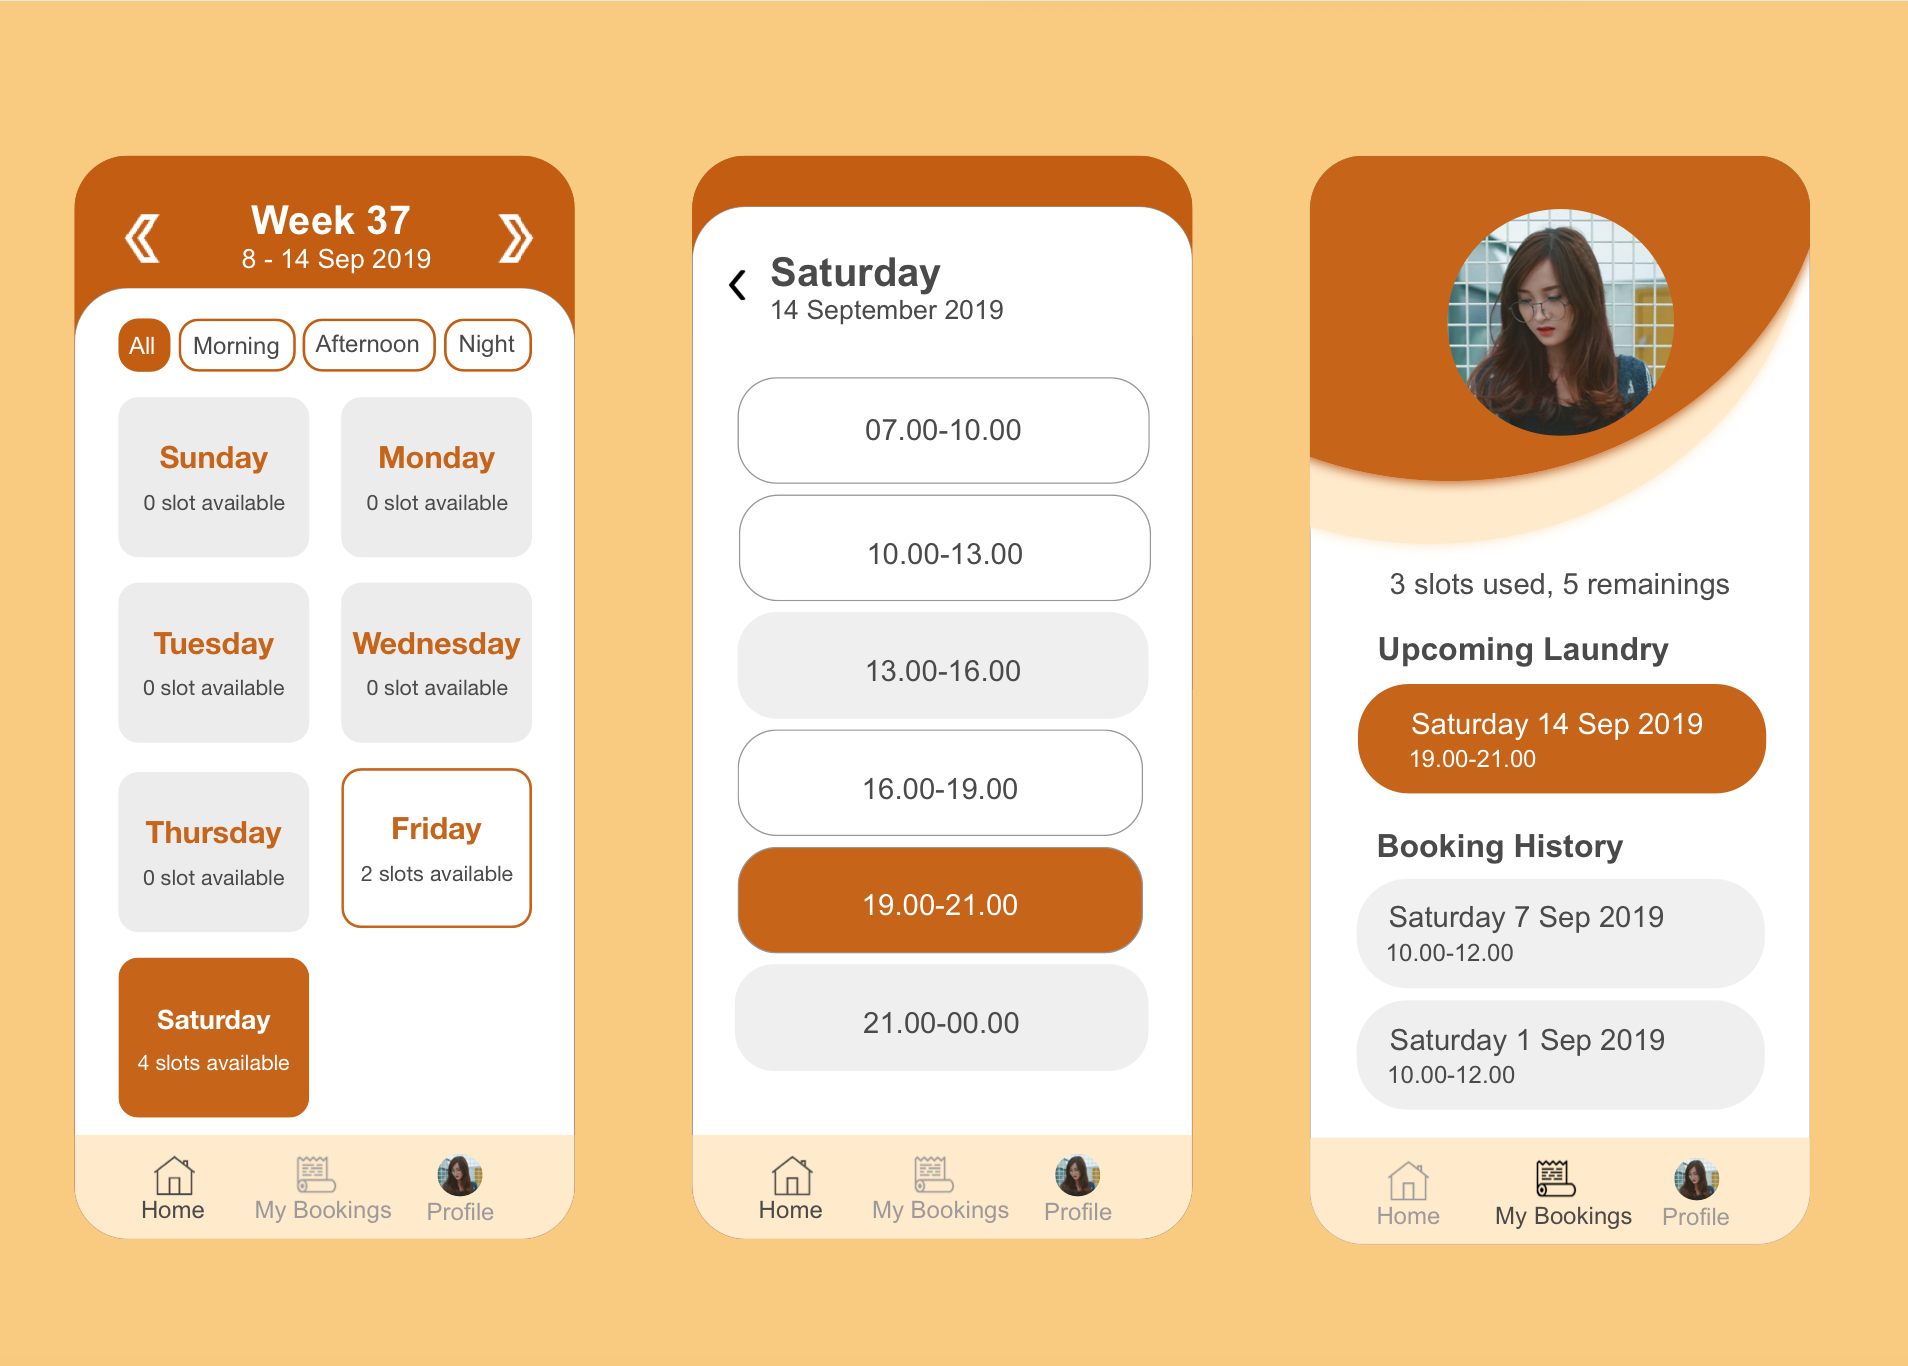 Week 37
8 - 14 Sep 2019
All
Morning
Afternoon
Night
Sunday
0 slot available
Monday
0 slot available
Tuesday
0 slot available
Wednesday
0 slot available
Thursday
0 slot available
Friday
2 slots available
Saturday
4 slots available
Home
My Bookings
Profile
Saturday
14 September 2019
07.00-10.00
10.00-13.00
13.00-16.00
16.00-19.00
19.00-21.00
21.00-00.00
Home
My Bookings
Profile
3 slots used, 5 remainings
Upcoming Laundry
Saturday 14 Sep 2019
19.00-21.00
Booking History
Saturday 7 Sep 2019
10.00-12.00
Saturday 1 Sep 2019
10.00-12.00
Home
My Bookings
Profile